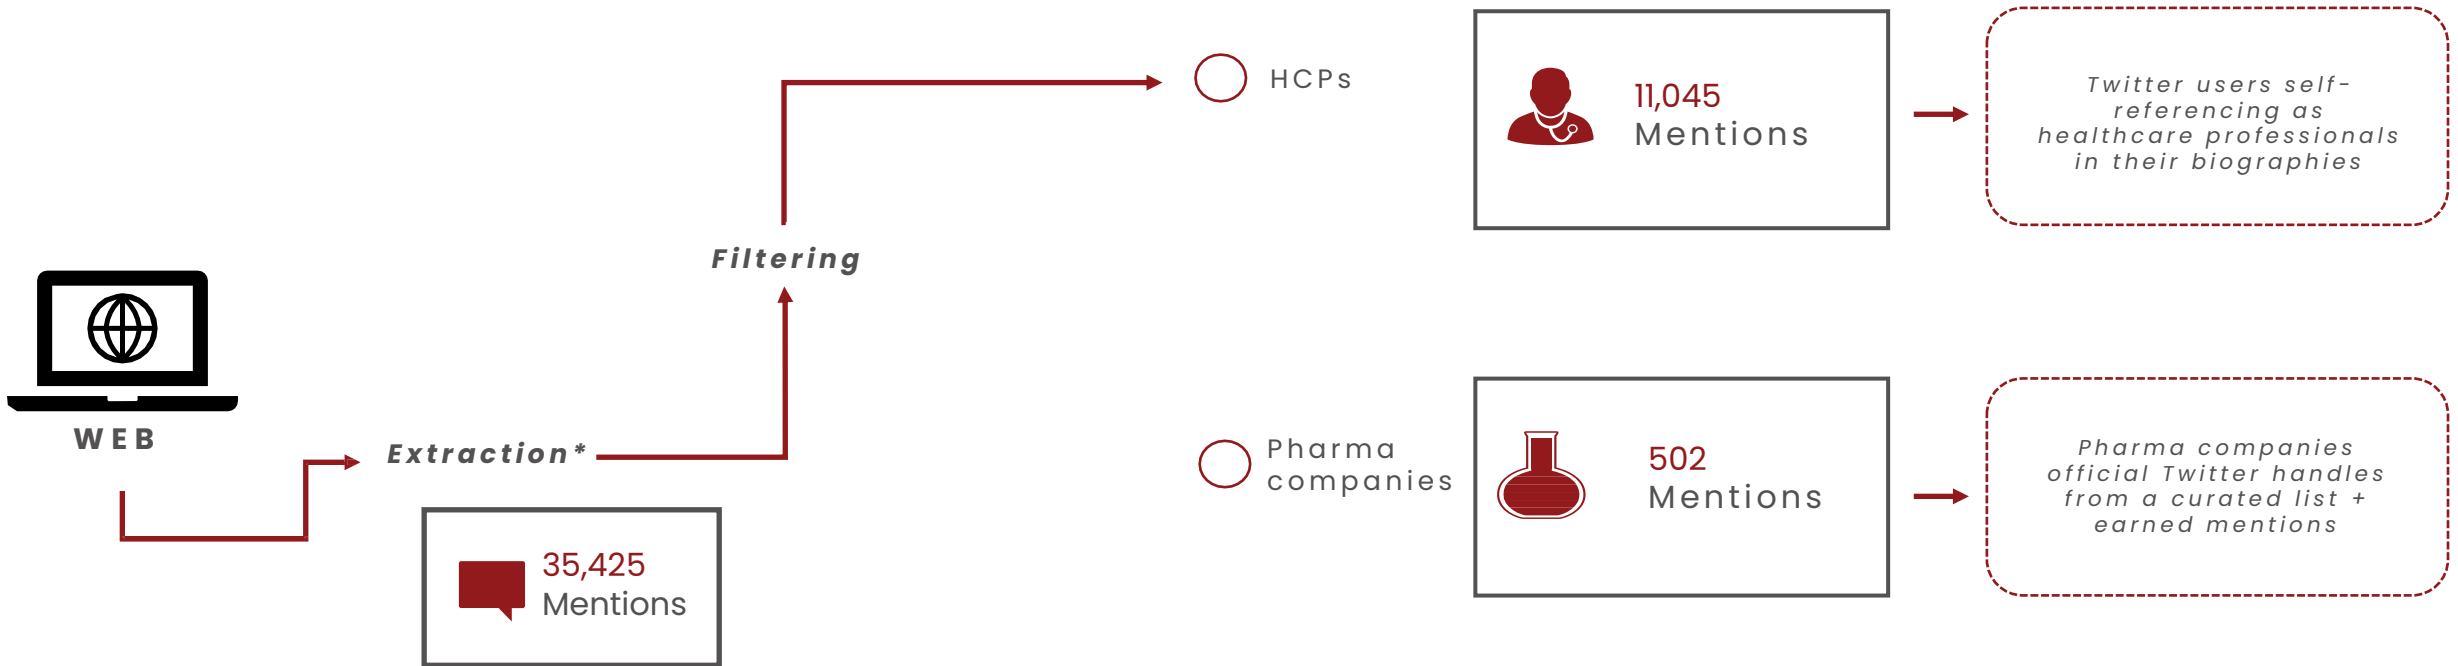 WEB
Extraction*
35,425
Mentions
Filtering
HCPs
11,045
Mentions
Twitter users self-
referencing as
healthcare professionals
in their biographies
Pharma
companies
502
Mentions
Pharma companies
official Twitter handles
from a curated list +
earned mentions